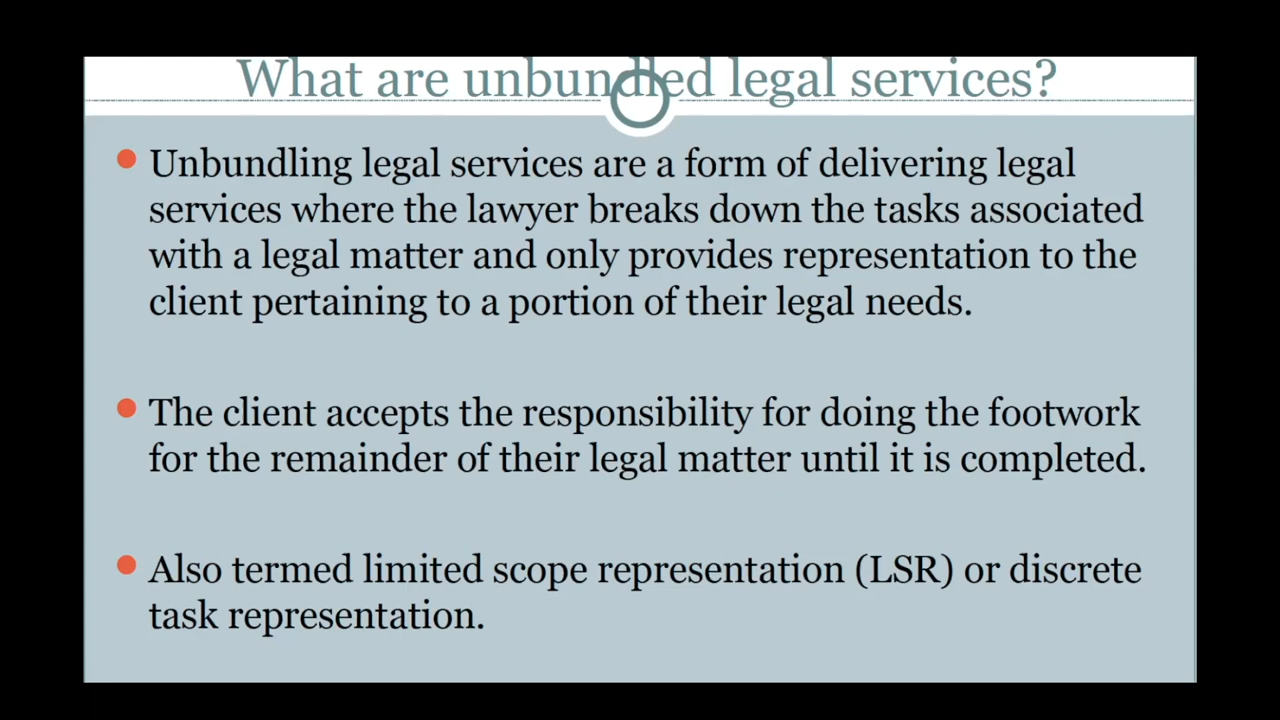 What are unbundled legal services?
Unbundling legal services are a form of delivering legal
services where the lawyer breaks down the tasks associated
with a legal matter and only provides representation to the
client pertaining to a portion of their legal needs.
The client accepts the responsibility for doing the footwork
for the remainder of their legal matter until it is completed.
Also termed limited scope representation (LSR) or discrete
task representation.